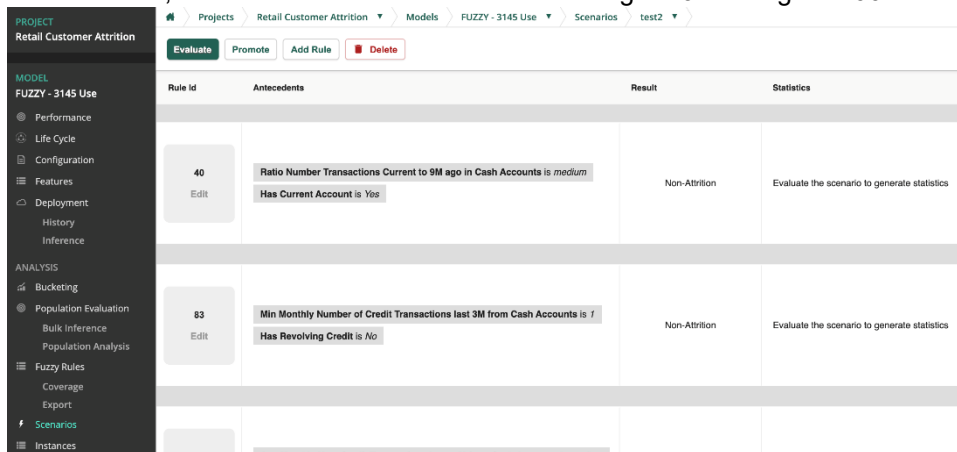 PROJECT
Retail Customer Attrition
Projects Retail Customer Attrition ▼ Models FUZZY - 3145 Use ▼ Scenarios test2 ▼
Evaluate Promote Add Rule Delete
MODEL
FUZZY - 3145 Use
Performance
Life Cycle
Configuration
Features
Deployment
History
Inference
ANALYSIS
Bucketing
Population Evaluation
Bulk Inference
Population Analysis
Fuzzy Rules
Coverage
Export
Scenarios
Instances
Rule Id Antecedents Result Statistics
40
Edit
Ratio Number Transactions Current to 9M ago in Cash Accounts is medium
Has Current Account is Yes
Non-Attrition
Evaluate the scenario to generate statistics
83
Edit
Min Monthly Number of Credit Transactions last 3M from Cash Accounts is 1
Has Revolving Credit is No
Non-Attrition
Evaluate the scenario to generate statistics